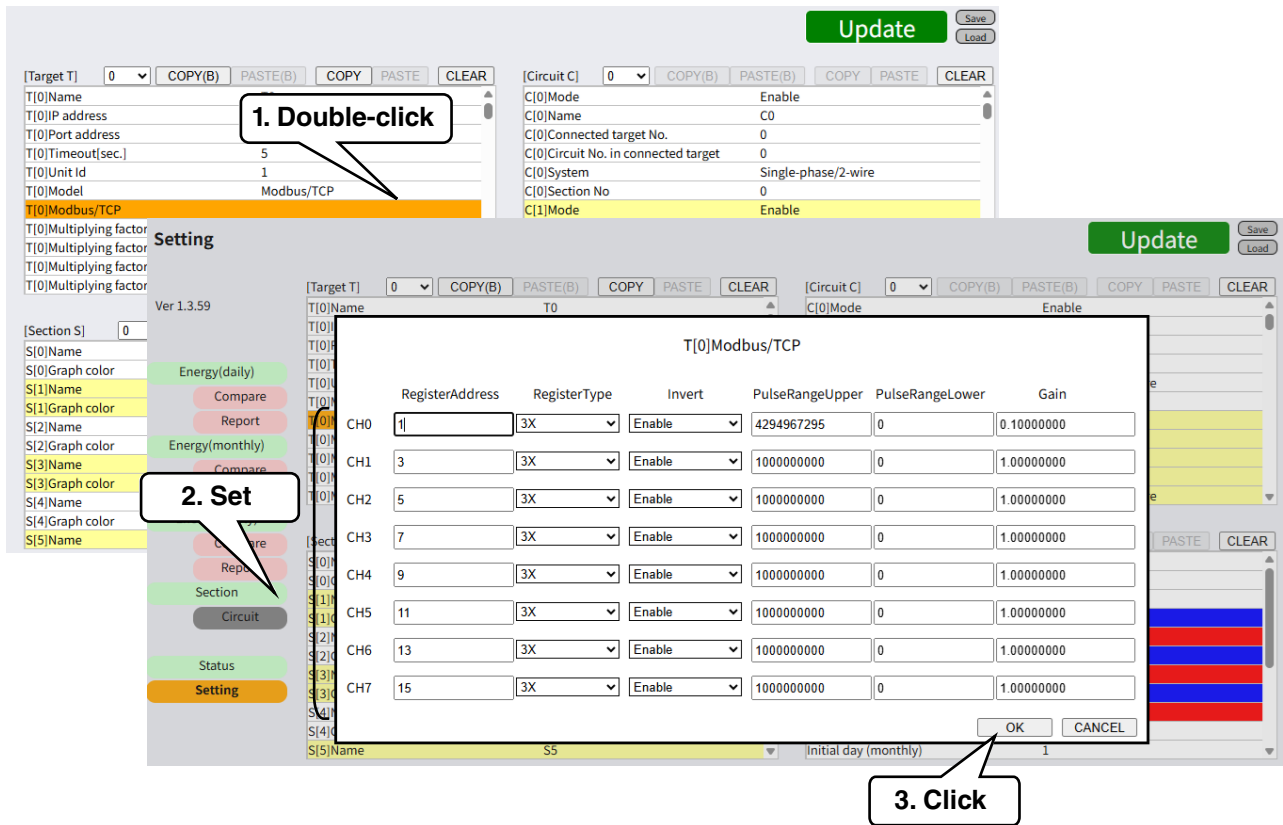 Update
Save
Load
[Target T] 0 COPY(B) PASTE(B) COPY PASTE CLEAR
[Circuit C] 0 COPY(B) PASTE(B) COPY PASTE CLEAR
T[0]Name
T[0]IP address
T[0]Port address
T[0]Timeout[sec.] 5
T[0]Unit Id 1
T[0]Model Modbus/TCP
T[0]Modbus/TCP
T[0]Multiplying factor
T[0]Multiplying factor
T[0]Multiplying factor
T[0]Multiplying factor
1. Double-click
C[0]Mode Enable
C[0]Name C0
C[0]Connected target No. 0
C[0]Circuit No. in connected target 0
C[0]System Single-phase/2-wire
C[0]Section No 0
C[1]Mode Enable
[Section S] 0
S[0]Name
S[0]Graph color
S[1]Name
S[1]Graph color
S[2]Name
S[2]Graph color
S[3]Name
S[3]Graph color
S[4]Name
S[4]Graph color
S[5]Name
Setting
Update
Save
Load
Ver 1.3.59
Energy(daily)
Compare
Report
Energy(monthly)
Compare
2. Set
Compare
Report
Section
Circuit
Status
Setting
[Target T] 0 COPY(B) PASTE(B) COPY PASTE CLEAR
[Circuit C] 0 COPY(B) PASTE(B) COPY PASTE CLEAR
T[0]Name T0
C[0]Mode Enable
T[0]Modbus/TCP
RegisterAddress RegisterType Invert PulseRangeUpper PulseRangeLower Gain
CH0 1 3X Enable 4294967295 0 0.10000000
CH1 3 3X Enable 1000000000 0 1.00000000
CH2 5 3X Enable 1000000000 0 1.00000000
CH3 7 3X Enable 1000000000 0 1.00000000
CH4 9 3X Enable 1000000000 0 1.00000000
CH5 11 3X Enable 1000000000 0 1.00000000
CH6 13 3X Enable 1000000000 0 1.00000000
CH7 15 3X Enable 1000000000 0 1.00000000
OK CANCEL
PASTE CLEAR
S[5]Name S5
Initial day (monthly) 1
3. Click